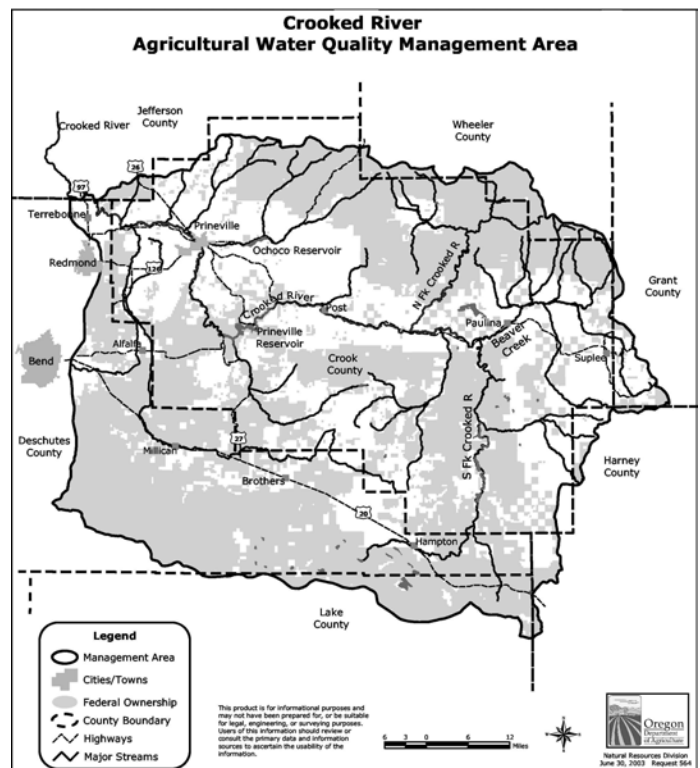 Crooked River
Agricultural Water Quality Management Area
Jefferson
County
Crooked River
Wheeler
County
26
97
Terrebonne
Prineville
Ochoco Reservoir
Redmond
126
N Fk Crooked R
Grant
County
Crooked River
Post
Prineville
Reservoir
Paulina
Beaver
Creek
Bend
Alfalfa
Crook
County
Suplee
Deschutes
County
27
Millican
S Fk Crooked R
Harney
County
Brothers
20
Hampton
Lake
County
Legend
Management Area
Cities/Towns
Federal Ownership
County Boundary
Highways
Major Streams
This product is for informational purposes and
may not have been prepared for, or be suitable
for legal, engineering, or surveying purposes.
Users of this information should review or
consult the primary data and information
sources to ascertain the usability of the
information.
6 3 0 6 12
Miles
Oregon
Department
of Agriculture
Natural Resources Division
June 30, 2003 Request 564